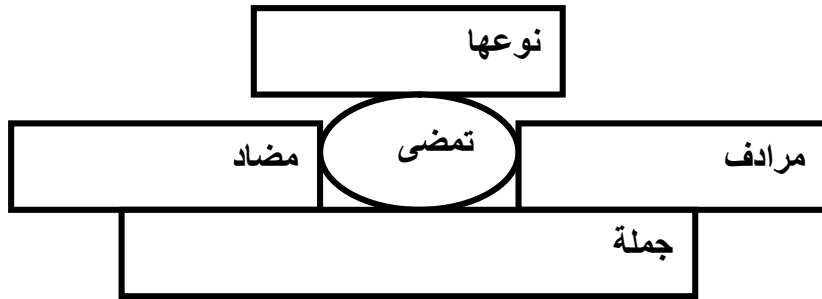 نوعها
مرادف
تمضى
مضاد
جملة